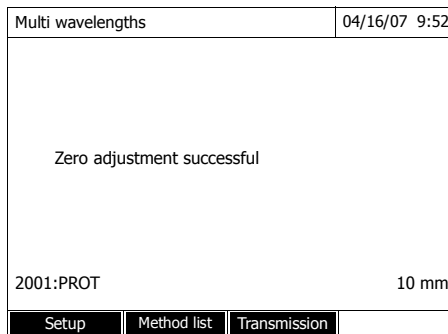 Multi wavelengths 04/16/07 9:52
Zero adjustment successful
2001:PROT 10 mm
Setup Method list Transmission